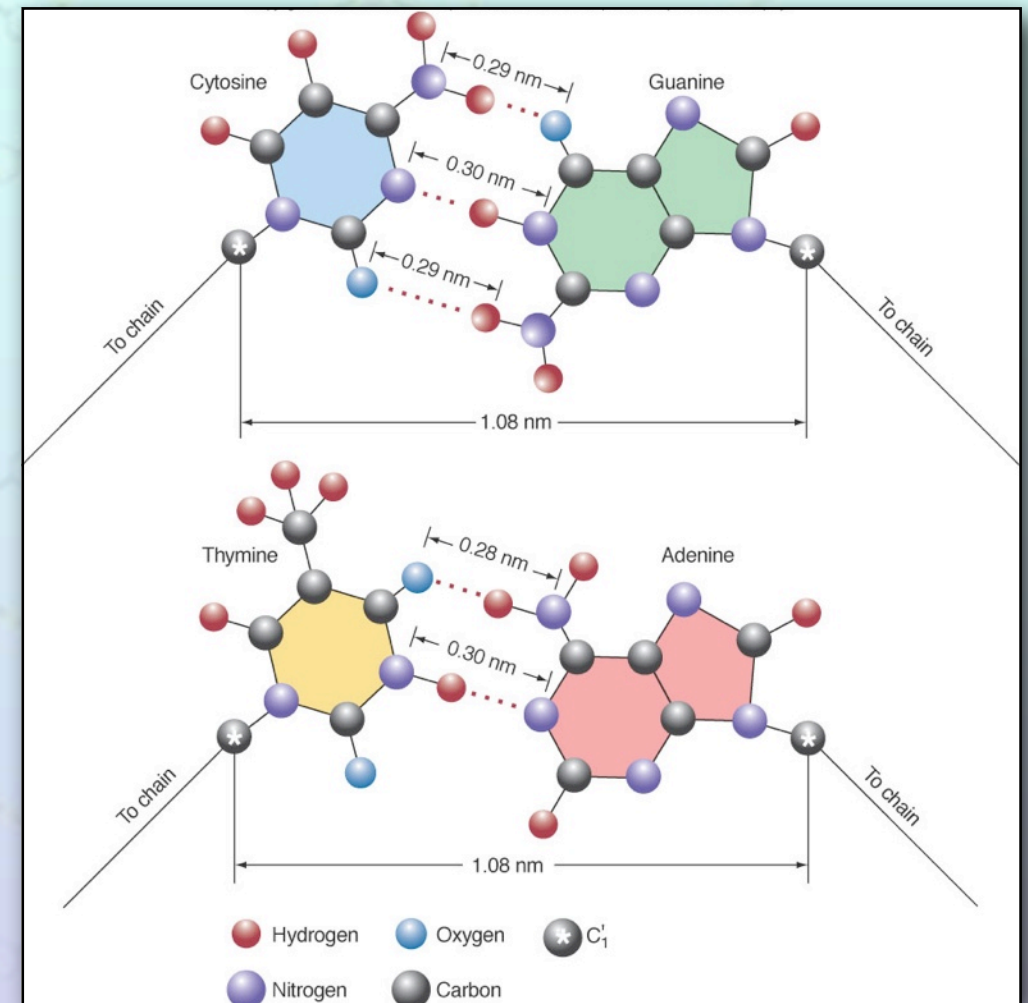 Cytosine
0.29 nm
Guanine
0.30 nm
0.29 nm
To chain
To chain
1.08 nm
Thymine
0.28 nm
Adenine
0.30 nm
To chain
To chain
1.08 nm
Hydrogen
Oxygen
* C′₁
Nitrogen
Carbon